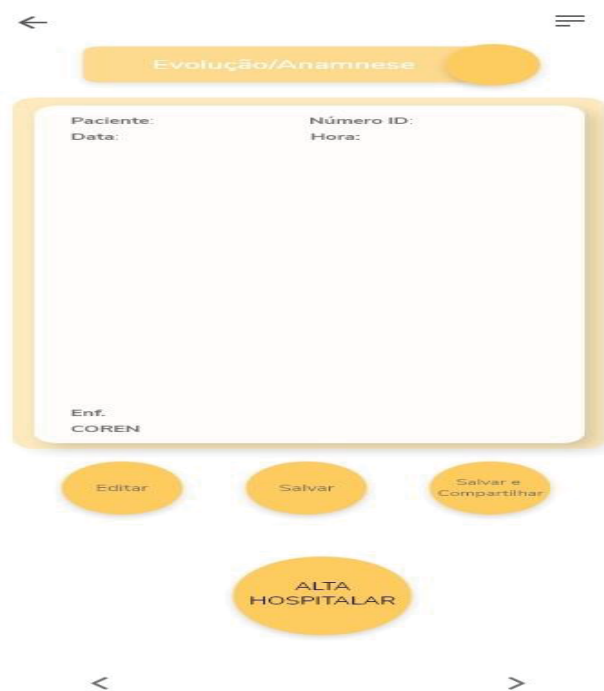 Evolução/Anamnese
Paciente: Número ID:
Data: Hora:
Enf.
COREN
Editar
Salvar
Salvar e
Compartilhar
ALTA
HOSPITALAR
< >